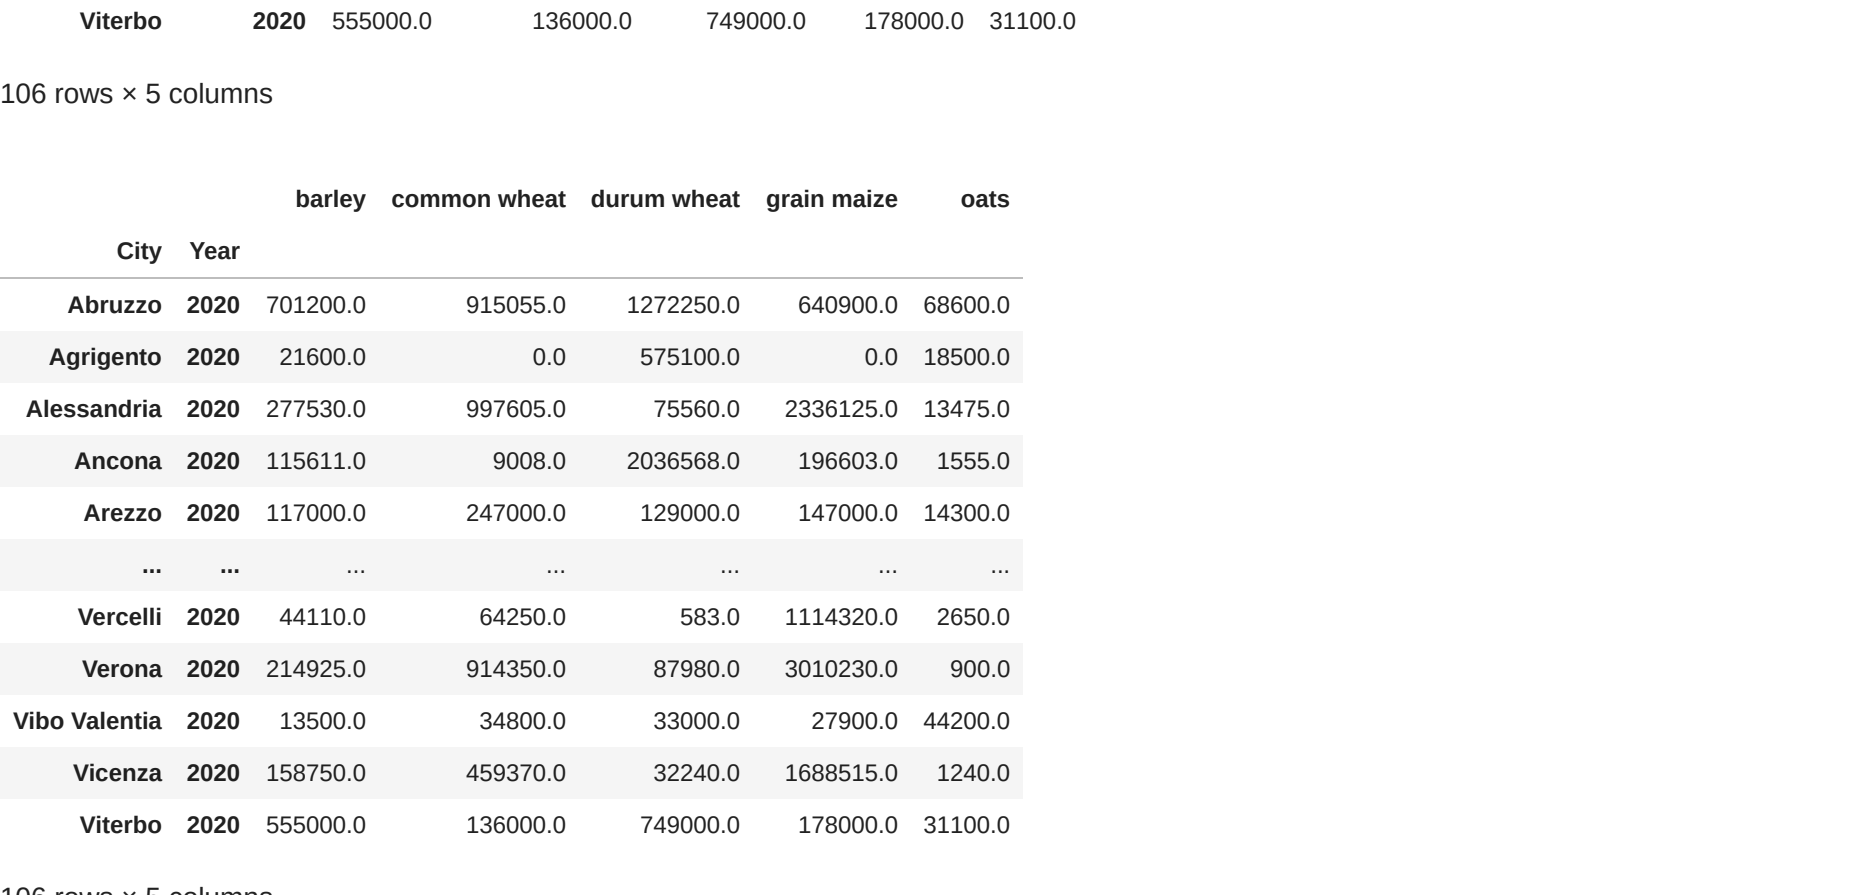 Viterbo 2020 555000.0 136000.0 749000.0 178000.0 31100.0
106 rows × 5 columns
barley common wheat durum wheat grain maize oats
City Year
Abruzzo 2020 701200.0 915055.0 1272250.0 640900.0 68600.0
Agrigento 2020 21600.0 0.0 575100.0 0.0 18500.0
Alessandria 2020 277530.0 997605.0 75560.0 2336125.0 13475.0
Ancona 2020 115611.0 9008.0 2036568.0 196603.0 1555.0
Arezzo 2020 117000.0 247000.0 129000.0 147000.0 14300.0
... ... ... ... ... ... ...
Vercelli 2020 44110.0 64250.0 583.0 1114320.0 2650.0
Verona 2020 214925.0 914350.0 87980.0 3010230.0 900.0
Vibo Valentia 2020 13500.0 34800.0 33000.0 27900.0 44200.0
Vicenza 2020 158750.0 459370.0 32240.0 1688515.0 1240.0
Viterbo 2020 555000.0 136000.0 749000.0 178000.0 31100.0
106 rows × 5 columns